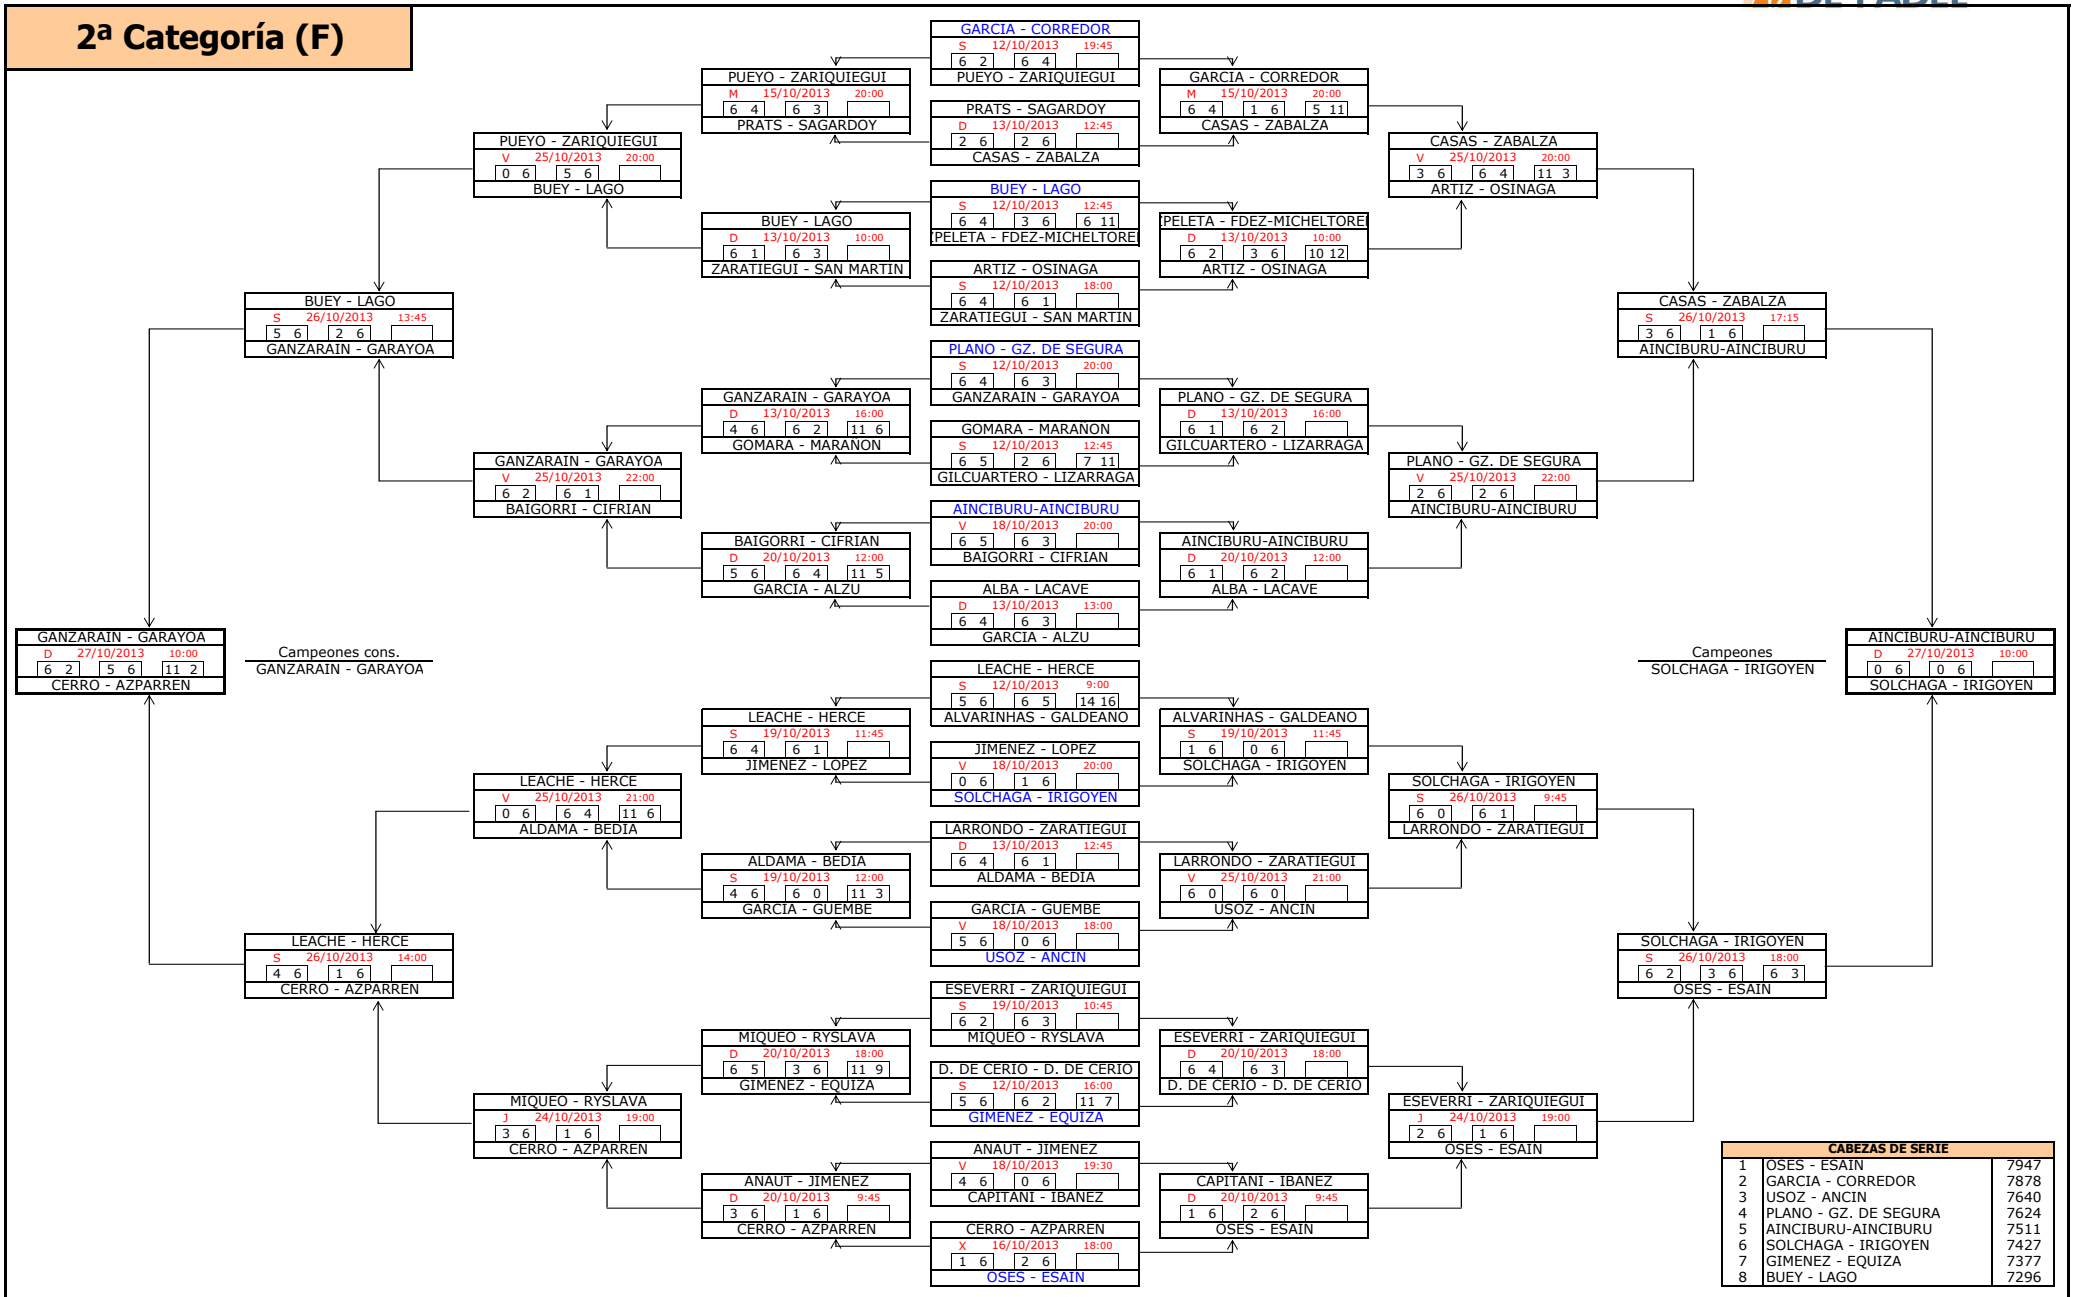 2ª Categoría (F)
DE PADEL
GARCIA - CORREDOR
S 12/10/2013 19:45
6 2 6 4
PUEYO - ZARIQUIEGUI
PRATS - SAGARDOY
D 13/10/2013 12:45
2 6 2 6
CASAS - ZABALZA
BUEY - LAGO
S 12/10/2013 12:45
6 4 3 6 6 11
PELETA - FDEZ-MICHELTORE
ARTIZ - OSINAGA
S 12/10/2013 18:00
6 4 6 1
ZARATIEGUI - SAN MARTIN
PLANO - GZ. DE SEGURA
S 12/10/2013 20:00
6 4 6 3
GANZARAIN - GARAYOA
GOMARA - MARAÑON
S 12/10/2013 12:45
6 5 2 6 7 11
GILCUARTERO - LIZARRAGA
AINCIBURU-AINCIBURU
V 18/10/2013 20:00
6 5 6 3
BAIGORRI - CIFRIAN
ALBA - LACAVE
D 13/10/2013 13:00
6 4 6 3
GARCIA - ALZU
LEACHE - HERCE
S 12/10/2013 9:00
5 6 6 5 14 16
ALVARINHAS - GALDEANO
JIMENEZ - LOPEZ
V 18/10/2013 20:00
0 6 1 6
SOLCHAGA - IRIGOYEN
LARRONDO - ZARATIEGUI
D 13/10/2013 12:45
6 4 6 1
ALDAMA - BEDIA
GARCIA - GUEMBE
V 18/10/2013 18:00
5 6 0 6
USOZ - ANCIN
ESEVERRI - ZARIQUIEGUI
S 19/10/2013 10:45
6 2 6 3
MIQUEO - RYSLAVA
D. DE CERIO - D. DE CERIO
S 12/10/2013 16:00
5 6 6 2 11 7
GIMENEZ - EQUIZA
ANAUT - JIMENEZ
V 18/10/2013 19:30
4 6 0 6
CAPITANI - IBAÑEZ
CERRO - AZPARREN
X 16/10/2013 18:00
1 6 2 6
OSES - ESAIN
PUEYO - ZARIQUIEGUI
M 15/10/2013 20:00
6 4 6 3
PRATS - SAGARDOY
BUEY - LAGO
D 13/10/2013 10:00
6 1 6 3
ZARATIEGUI - SAN MARTIN
GANZARAIN - GARAYOA
D 13/10/2013 16:00
4 6 6 2 11 6
GOMARA - MARAÑON
BAIGORRI - CIFRIAN
D 20/10/2013 12:00
5 6 6 4 11 5
GARCIA - ALZU
LEACHE - HERCE
S 19/10/2013 11:45
6 4 6 1
JIMENEZ - LOPEZ
ALDAMA - BEDIA
S 19/10/2013 12:00
4 6 6 0 11 3
GARCIA - GUEMBE
MIQUEO - RYSLAVA
D 20/10/2013 18:00
6 5 3 6 11 9
GIMENEZ - EQUIZA
ANAUT - JIMENEZ
D 20/10/2013 9:45
3 6 1 6
CERRO - AZPARREN
PUEYO - ZARIQUIEGUI
V 25/10/2013 20:00
0 6 5 6
BUEY - LAGO
GANZARAIN - GARAYOA
V 25/10/2013 22:00
6 2 6 1
BAIGORRI - CIFRIAN
LEACHE - HERCE
V 25/10/2013 21:00
0 6 6 4 11 6
ALDAMA - BEDIA
MIQUEO - RYSLAVA
J 24/10/2013 19:00
3 6 1 6
CERRO - AZPARREN
BUEY - LAGO
S 26/10/2013 13:45
5 6 2 6
GANZARAIN - GARAYOA
LEACHE - HERCE
S 26/10/2013 14:00
4 6 1 6
CERRO - AZPARREN
GANZARAIN - GARAYOA
D 27/10/2013 10:00
6 2 5 6 11 2
CERRO - AZPARREN
Campeones cons.
GANZARAIN - GARAYOA
GARCIA - CORREDOR
M 15/10/2013 20:00
6 4 1 6 5 11
CASAS - ZABALZA
PELETA - FDEZ-MICHELTORE
D 13/10/2013 10:00
6 2 3 6 10 12
ARTIZ - OSINAGA
PLANO - GZ. DE SEGURA
D 13/10/2013 16:00
6 1 6 2
GILCUARTERO - LIZARRAGA
AINCIBURU-AINCIBURU
D 20/10/2013 12:00
6 1 6 2
ALBA - LACAVE
ALVARINHAS - GALDEANO
S 19/10/2013 11:45
1 6 0 6
SOLCHAGA - IRIGOYEN
LARRONDO - ZARATIEGUI
V 25/10/2013 21:00
6 0 6 0
USOZ - ANCIN
ESEVERRI - ZARIQUIEGUI
D 20/10/2013 18:00
6 4 6 3
D. DE CERIO - D. DE CERIO
CAPITANI - IBAÑEZ
D 20/10/2013 9:45
1 6 2 6
OSES - ESAIN
CASAS - ZABALZA
V 25/10/2013 20:00
3 6 6 4 11 3
ARTIZ - OSINAGA
PLANO - GZ. DE SEGURA
V 25/10/2013 22:00
2 6 2 6
AINCIBURU-AINCIBURU
SOLCHAGA - IRIGOYEN
S 26/10/2013 9:45
6 0 6 1
LARRONDO - ZARATIEGUI
ESEVERRI - ZARIQUIEGUI
J 24/10/2013 19:00
2 6 1 6
OSES - ESAIN
CASAS - ZABALZA
S 26/10/2013 17:15
3 6 1 6
AINCIBURU-AINCIBURU
SOLCHAGA - IRIGOYEN
S 26/10/2013 18:00
6 2 3 6 6 3
OSES - ESAIN
Campeones
SOLCHAGA - IRIGOYEN
AINCIBURU-AINCIBURU
D 27/10/2013 10:00
0 6 0 6
SOLCHAGA - IRIGOYEN
CABEZAS DE SERIE
1 OSES - ESAIN 7947
2 GARCIA - CORREDOR 7878
3 USOZ - ANCIN 7640
4 PLANO - GZ. DE SEGURA 7624
5 AINCIBURU-AINCIBURU 7511
6 SOLCHAGA - IRIGOYEN 7427
7 GIMENEZ - EQUIZA 7377
8 BUEY - LAGO 7296